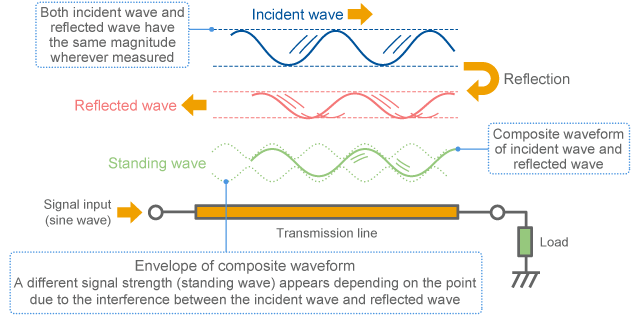 Both incident wave and
reflected wave have
the same magnitude
wherever measured
Incident wave
Reflection
Reflected wave
Standing wave
Composite waveform
of incident wave and
reflected wave
Signal input
(sine wave)
Transmission line
Load
Envelope of composite waveform
A different signal strength (standing wave) appears depending on the point
due to the interference between the incident wave and reflected wave